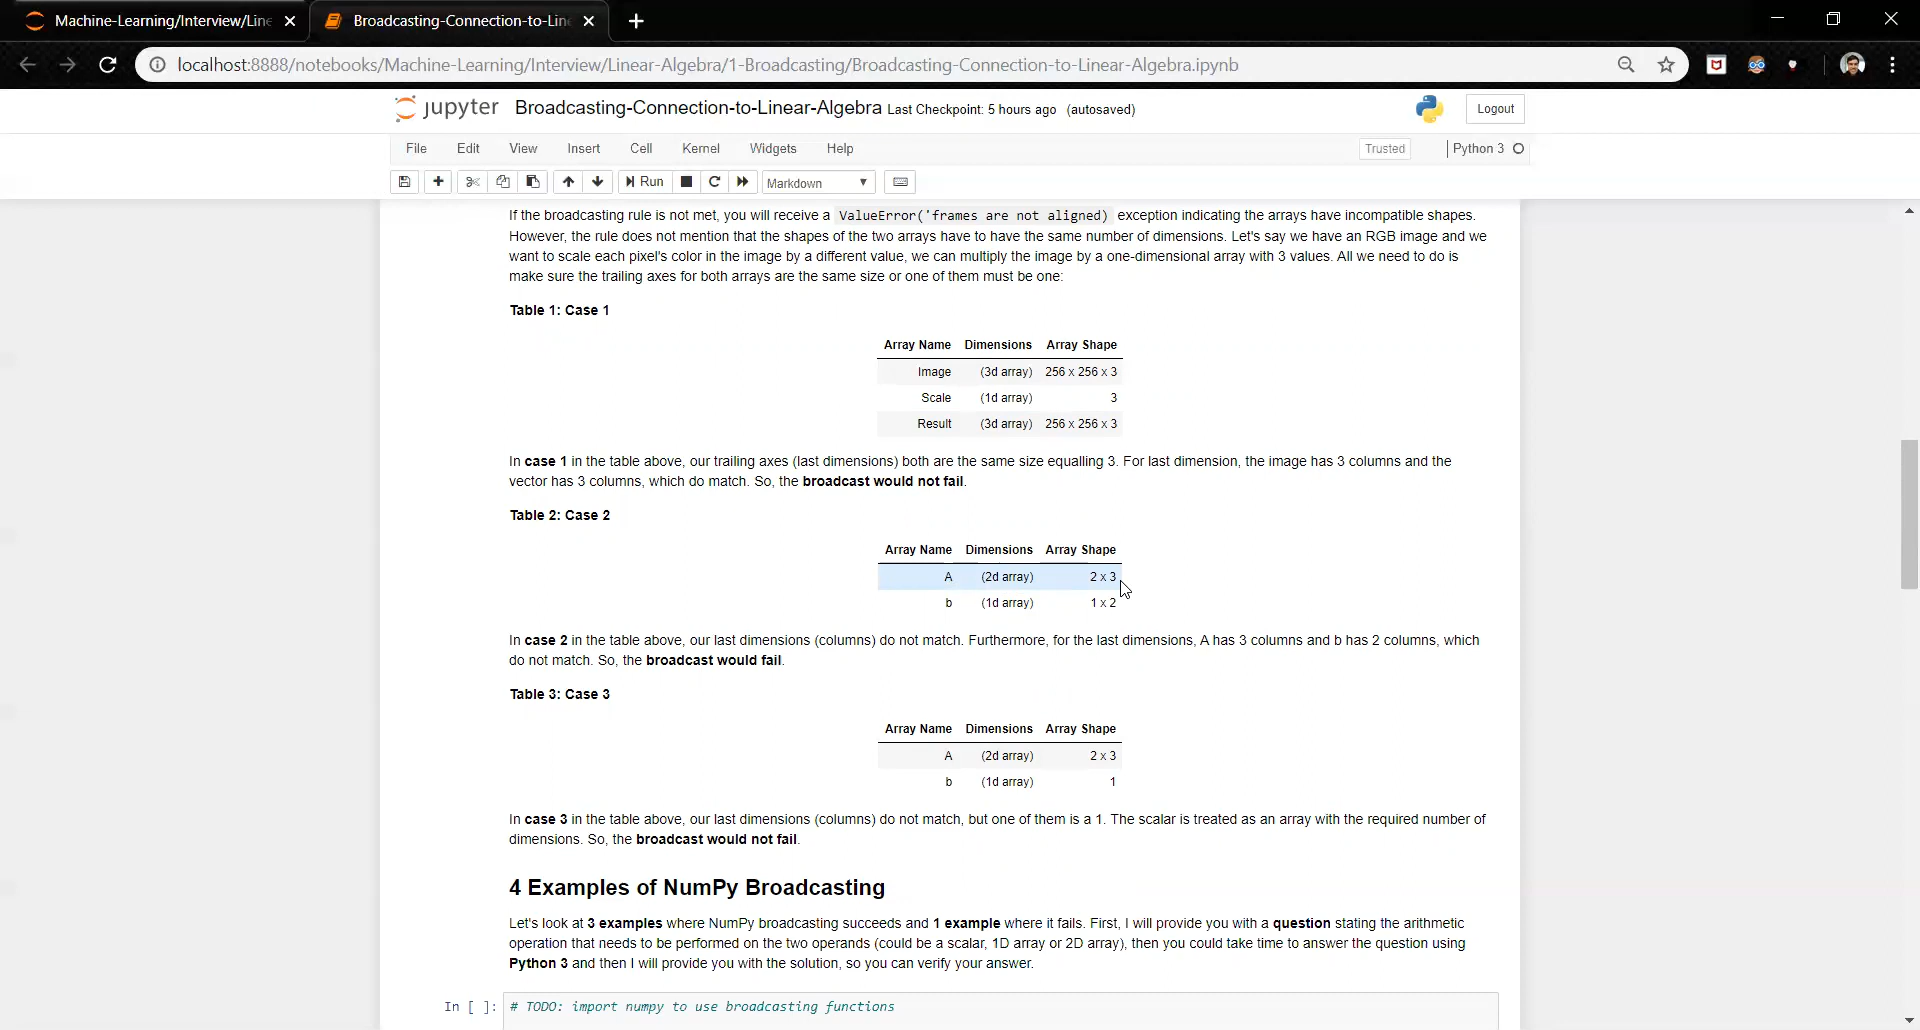 Machine-Learning/Interview/Line
Broadcasting-Connection-to-Lin
localhost:8888/notebooks/Machine-Learning/Interview/Linear-Algebra/1-Broadcasting/Broadcasting-Connection-to-Linear-Algebra.ipynb
jupyter Broadcasting-Connection-to-Linear-Algebra Last Checkpoint: 5 hours ago (autosaved)
Logout
File Edit View Insert Cell Kernel Widgets Help
Trusted
Python 3
Run
Markdown
If the broadcasting rule is not met, you will receive a ValueError('frames are not aligned) exception indicating the arrays have incompatible shapes.
However, the rule does not mention that the shapes of the two arrays have to have the same number of dimensions. Let's say we have an RGB image and we
want to scale each pixel's color in the image by a different value, we can multiply the image by a one-dimensional array with 3 values. All we need to do is
make sure the trailing axes for both arrays are the same size or one of them must be one:
Table 1: Case 1
Array Name Dimensions Array Shape
Image (3d array) 256 x 256 x 3
Scale (1d array) 3
Result (3d array) 256 x 256 x 3
In case 1 in the table above, our trailing axes (last dimensions) both are the same size equalling 3. For last dimension, the image has 3 columns and the
vector has 3 columns, which do match. So, the broadcast would not fail.
Table 2: Case 2
Array Name Dimensions Array Shape
A (2d array) 2 x 3
b (1d array) 1 x 2
In case 2 in the table above, our last dimensions (columns) do not match. Furthermore, for the last dimensions, A has 3 columns and b has 2 columns, which
do not match. So, the broadcast would fail.
Table 3: Case 3
Array Name Dimensions Array Shape
A (2d array) 2 x 3
b (1d array) 1
In case 3 in the table above, our last dimensions (columns) do not match, but one of them is a 1. The scalar is treated as an array with the required number of
dimensions. So, the broadcast would not fail.
4 Examples of NumPy Broadcasting
Let's look at 3 examples where NumPy broadcasting succeeds and 1 example where it fails. First, I will provide you with a question stating the arithmetic
operation that needs to be performed on the two operands (could be a scalar, 1D array or 2D array), then you could take time to answer the question using
Python 3 and then I will provide you with the solution, so you can verify your answer.
In [ ]: # TODO: import numpy to use broadcasting functions